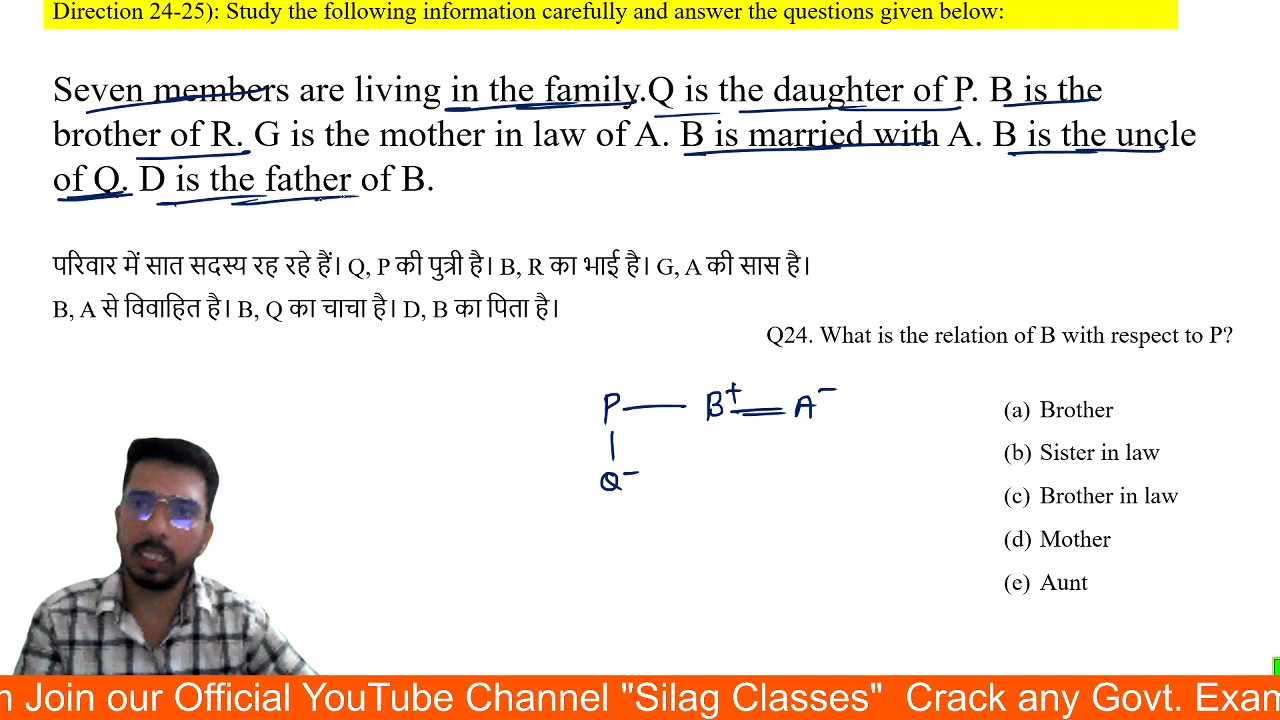 Direction 24-25): Study the following information carefully and answer the questions given below:
Seven members are living in the family.Q is the daughter of P. B is the
brother of R. G is the mother in law of A. B is married with A. B is the uncle
of Q. D is the father of B.
परिवार में सात सदस्य रह रहे हैं। Q, P की पुत्री है। B, R का भाई है। G, A की सास है।
B, A से विवाहित है। B, Q का चाचा है। D, B का पिता है।
Q24. What is the relation of B with respect to P?
P — B+ = A-
Q-
(a) Brother
(b) Sister in law
(c) Brother in law
(d) Mother
(e) Aunt
n Join our Official YouTube Channel "Silag Classes" Crack any Govt. Exam